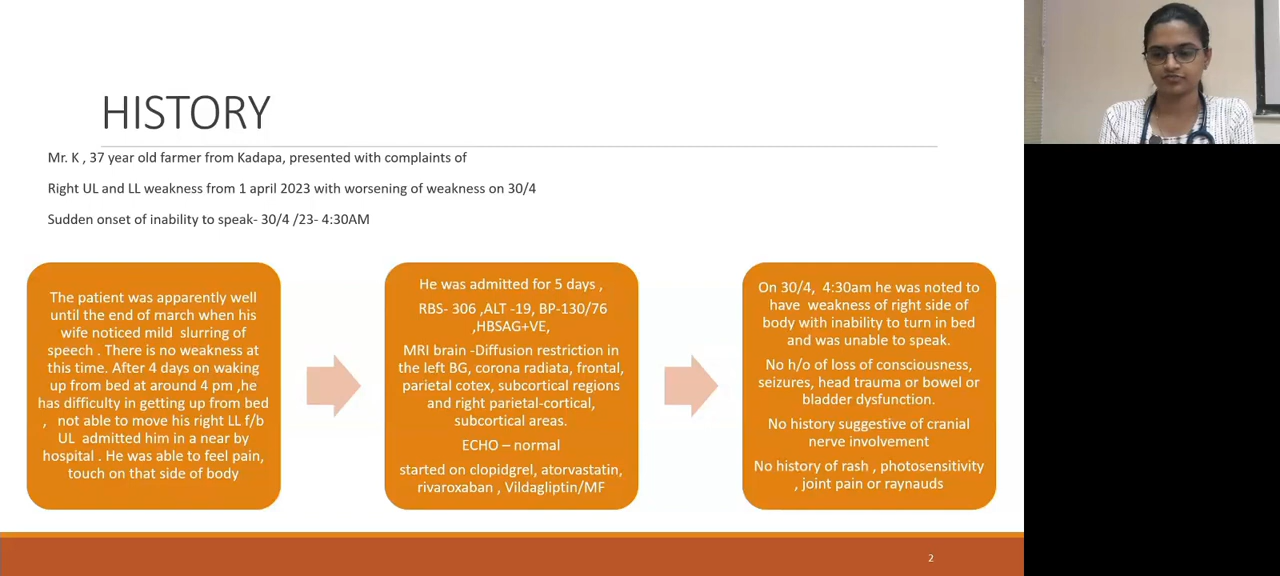 HISTORY
Mr. K , 37 year old farmer from Kadapa, presented with complaints of
Right UL and LL weakness from 1 april 2023 with worsening of weakness on 30/4
Sudden onset of inability to speak- 30/4 /23- 4:30AM
The patient was apparently well
until the end of march when his
wife noticed mild slurring of
speech . There is no weakness at
this time. After 4 days on waking
up from bed at around 4 pm ,he
has difficulty in getting up from bed
, not able to move his right LL f/b
UL admitted him in a near by
hospital . He was able to feel pain,
touch on that side of body
He was admitted for 5 days ,
RBS- 306 ,ALT -19, BP-130/76
,HBSAG+VE,
MRI brain -Diffusion restriction in
the left BG, corona radiata, frontal,
parietal cotex, subcortical regions
and right parietal-cortical,
subcortical areas.
ECHO – normal
started on clopidgrel, atorvastatin,
rivaroxaban , Vildagliptin/MF
On 30/4, 4:30am he was noted to
have weakness of right side of
body with inability to turn in bed
and was unable to speak.
No h/o of loss of consciousness,
seizures, head trauma or bowel or
bladder dysfunction.
No history suggestive of cranial
nerve involvement
No history of rash , photosensitivity
, joint pain or raynauds
2